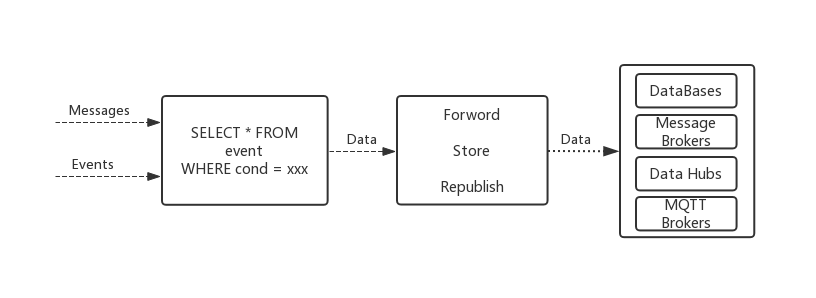 Messages
Events
SELECT * FROM
event
WHERE cond = xxx
Data
Forword
Store
Republish
Data
DataBases
Message
Brokers
Data Hubs
MQTT
Brokers